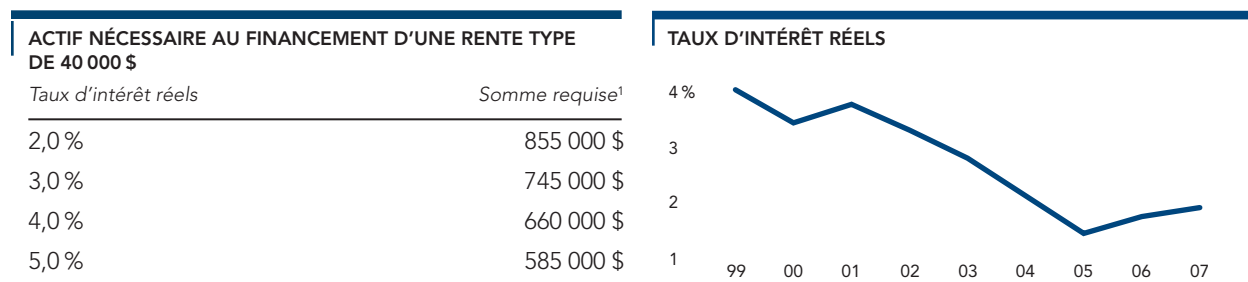 ACTIF NÉCESSAIRE AU FINANCEMENT D’UNE RENTE TYPE
DE 40 000 $
Taux d’intérêt réels Somme requise¹
2,0 % 855 000 $
3,0 % 745 000 $
4,0 % 660 000 $
5,0 % 585 000 $
TAUX D’INTÉRÊT RÉELS
4 %
3
2
1
99 00 01 02 03 04 05 06 07